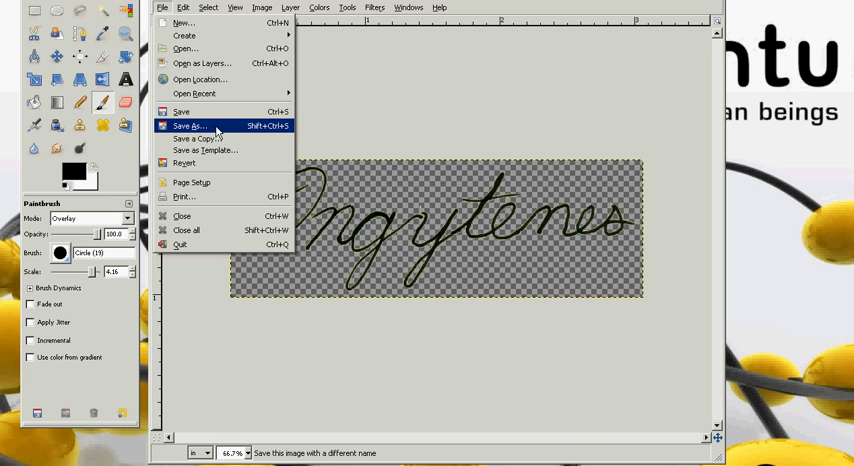 File Edit Select View Image Layer Colors Tools Filters Windows Help
New... Ctrl+N
Create
Open... Ctrl+O
Open as Layers... Ctrl+Alt+O
Open Location...
Open Recent
Save Ctrl+S
Save As... Shift+Ctrl+S
Save a Copy...
Save as Template...
Revert
Page Setup
Print... Ctrl+P
Close Ctrl+W
Close all Shift+Ctrl+W
Quit Ctrl+Q
1 2 3
ntu
an beings
Paintbrush
Mode: Overlay
Opacity: 100.0
Brush: Circle (19)
Scale: 4.16
Brush Dynamics
Fade out
Apply Jitter
Incremental
Use color from gradient
1
in 66.7% Save this image with a different name